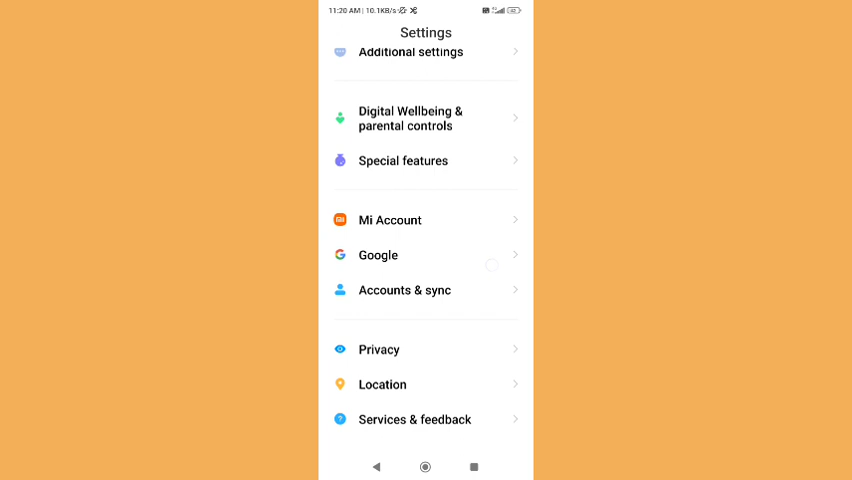 11:20 AM | 10.1KB/s
Settings
Additional settings
Digital Wellbeing &
parental controls
Special features
Mi Account
Google
Accounts & sync
Privacy
Location
Services & feedback